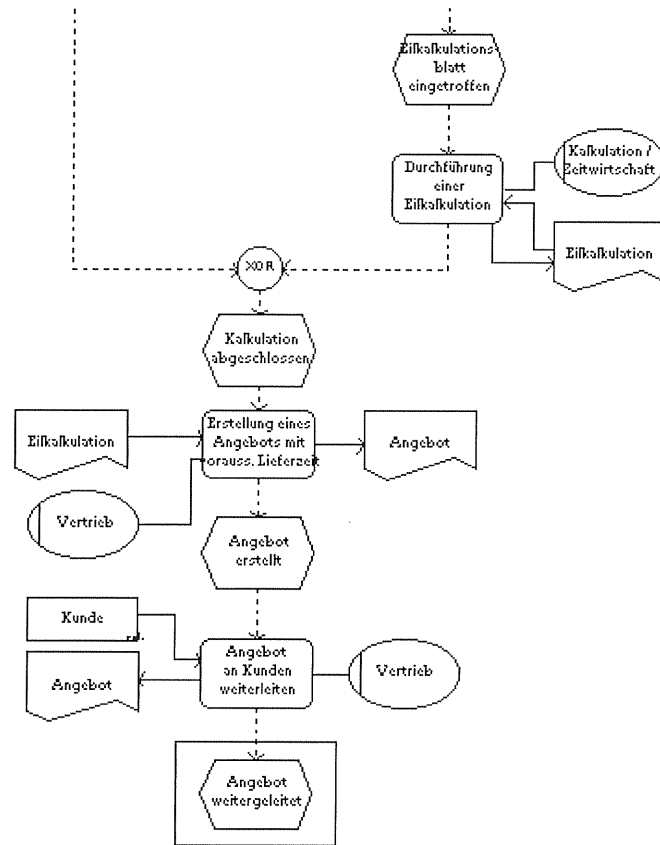 Eilkalkulations
blatt
eingetroffen
Durchführung
einer
Eilkalkulation
Kalkulation /
Zeitwirtschaft
Eilkalkulation
XOR
Kalkulation
abgeschlossen
Eilkalkulation
Erstellung eines
Angebots mit
orauss. Lieferzeit
Angebot
Vertrieb
Angebot
erstellt
Kunde
Angebot
an Kunden
weiterleiten
Vertrieb
Angebot
Angebot
weitergeleitet